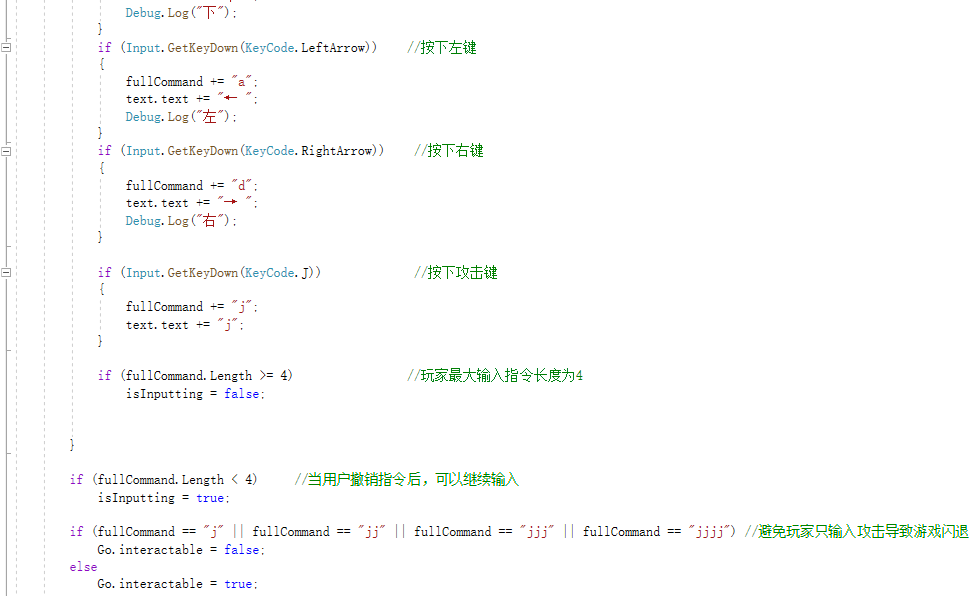 Debug.Log("下");
}
if (Input.GetKeyDown(KeyCode.LeftArrow))    //按下左键
{
fullCommand += "a";
text.text += "← ";
Debug.Log("左");
}
if (Input.GetKeyDown(KeyCode.RightArrow))    //按下右键
{
fullCommand += "d";
text.text += "→ ";
Debug.Log("右");
}
if (Input.GetKeyDown(KeyCode.J))    //按下攻击键
{
fullCommand += "j";
text.text += "j";
}
if (fullCommand.Length >= 4)    //玩家最大输入指令长度为4
isInputting = false;
}
if (fullCommand.Length < 4)    //当用户撤销指令后，可以继续输入
isInputting = true;
if (fullCommand == "j" || fullCommand == "jj" || fullCommand == "jjj" || fullCommand == "jjjj") //避免玩家只输入攻击导致游戏闪退
Go.interactable = false;
else
Go.interactable = true;